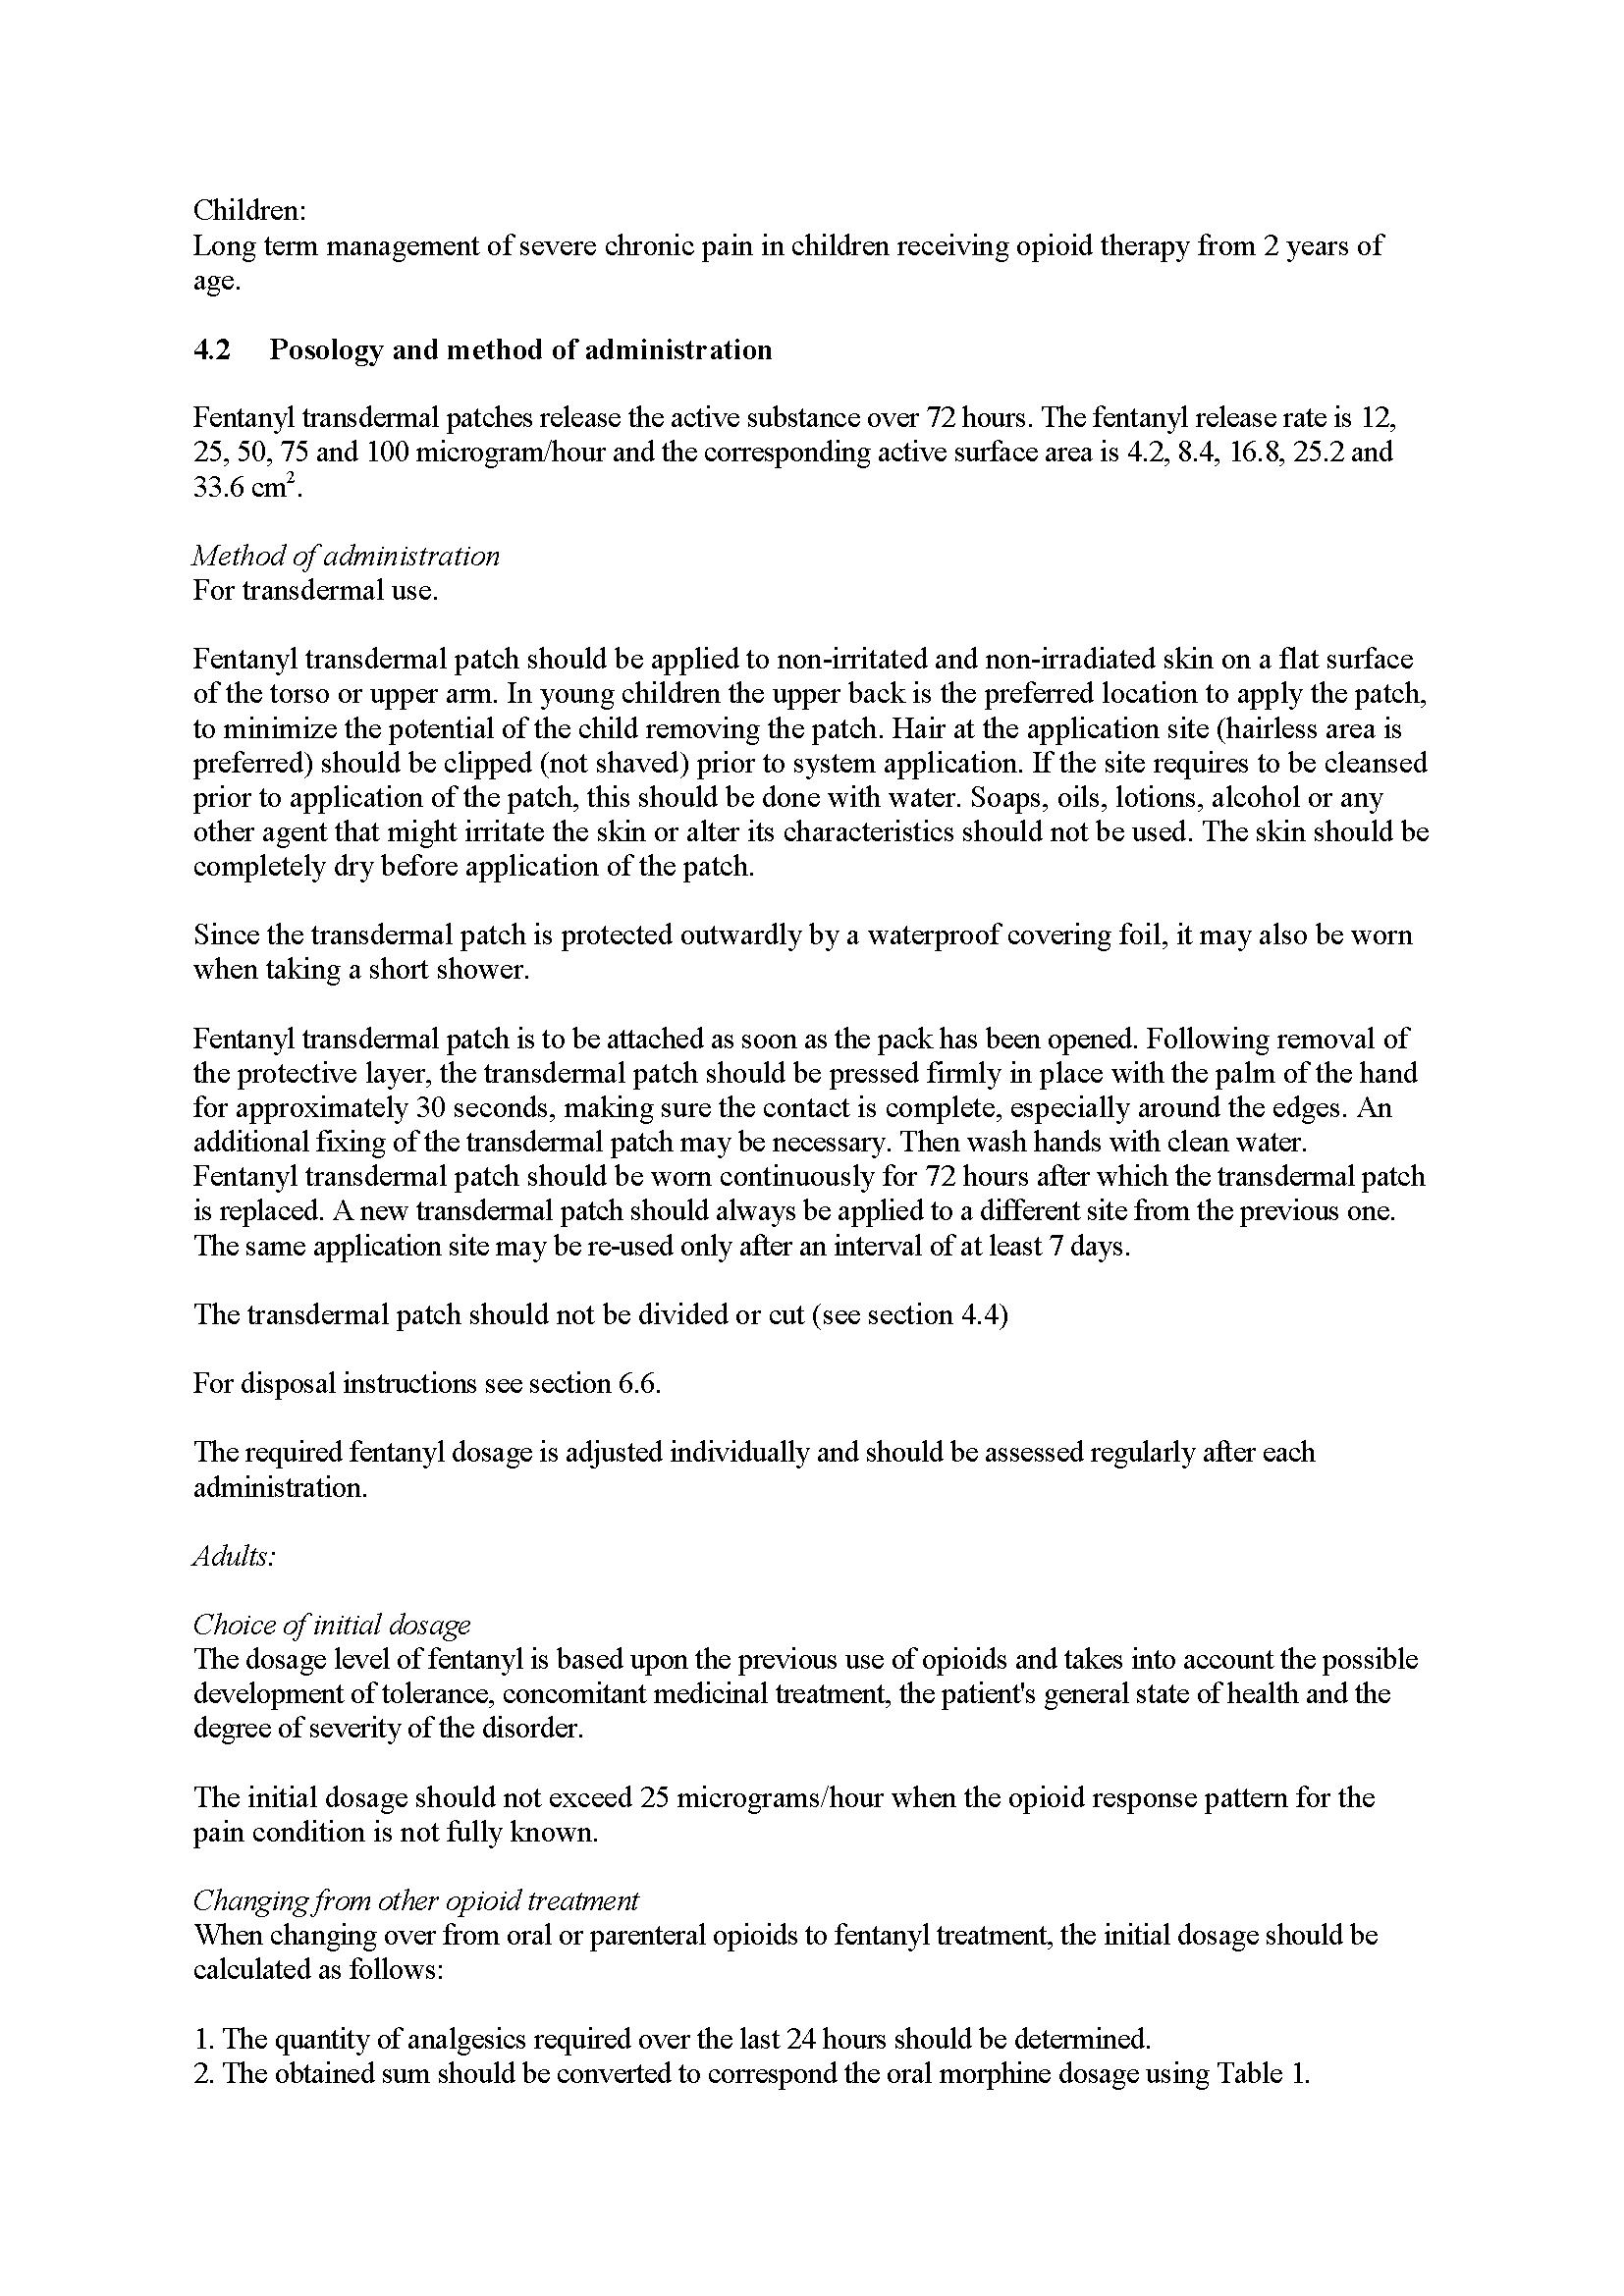 Children:
Long term management of severe chronic pain in children receiving opioid therapy from 2 years of
age.
4.2 Posology and method of administration
Fentanyl transdermal patches release the active substance over 72 hours. The fentanyl release rate is 12,
25, 50, 75 and 100 microgram/hour and the corresponding active surface area is 4.2, 8.4, 16.8, 25.2 and
33.6 cm².
Method of administration
For transdermal use.
Fentanyl transdermal patch should be applied to non-irritated and non-irradiated skin on a flat surface
of the torso or upper arm. In young children the upper back is the preferred location to apply the patch,
to minimize the potential of the child removing the patch. Hair at the application site (hairless area is
preferred) should be clipped (not shaved) prior to system application. If the site requires to be cleansed
prior to application of the patch, this should be done with water. Soaps, oils, lotions, alcohol or any
other agent that might irritate the skin or alter its characteristics should not be used. The skin should be
completely dry before application of the patch.
Since the transdermal patch is protected outwardly by a waterproof covering foil, it may also be worn
when taking a short shower.
Fentanyl transdermal patch is to be attached as soon as the pack has been opened. Following removal of
the protective layer, the transdermal patch should be pressed firmly in place with the palm of the hand
for approximately 30 seconds, making sure the contact is complete, especially around the edges. An
additional fixing of the transdermal patch may be necessary. Then wash hands with clean water.
Fentanyl transdermal patch should be worn continuously for 72 hours after which the transdermal patch
is replaced. A new transdermal patch should always be applied to a different site from the previous one.
The same application site may be re-used only after an interval of at least 7 days.
The transdermal patch should not be divided or cut (see section 4.4)
For disposal instructions see section 6.6.
The required fentanyl dosage is adjusted individually and should be assessed regularly after each
administration.
Adults:
Choice of initial dosage
The dosage level of fentanyl is based upon the previous use of opioids and takes into account the possible
development of tolerance, concomitant medicinal treatment, the patient's general state of health and the
degree of severity of the disorder.
The initial dosage should not exceed 25 micrograms/hour when the opioid response pattern for the
pain condition is not fully known.
Changing from other opioid treatment
When changing over from oral or parenteral opioids to fentanyl treatment, the initial dosage should be
calculated as follows:
1. The quantity of analgesics required over the last 24 hours should be determined.
2. The obtained sum should be converted to correspond the oral morphine dosage using Table 1.